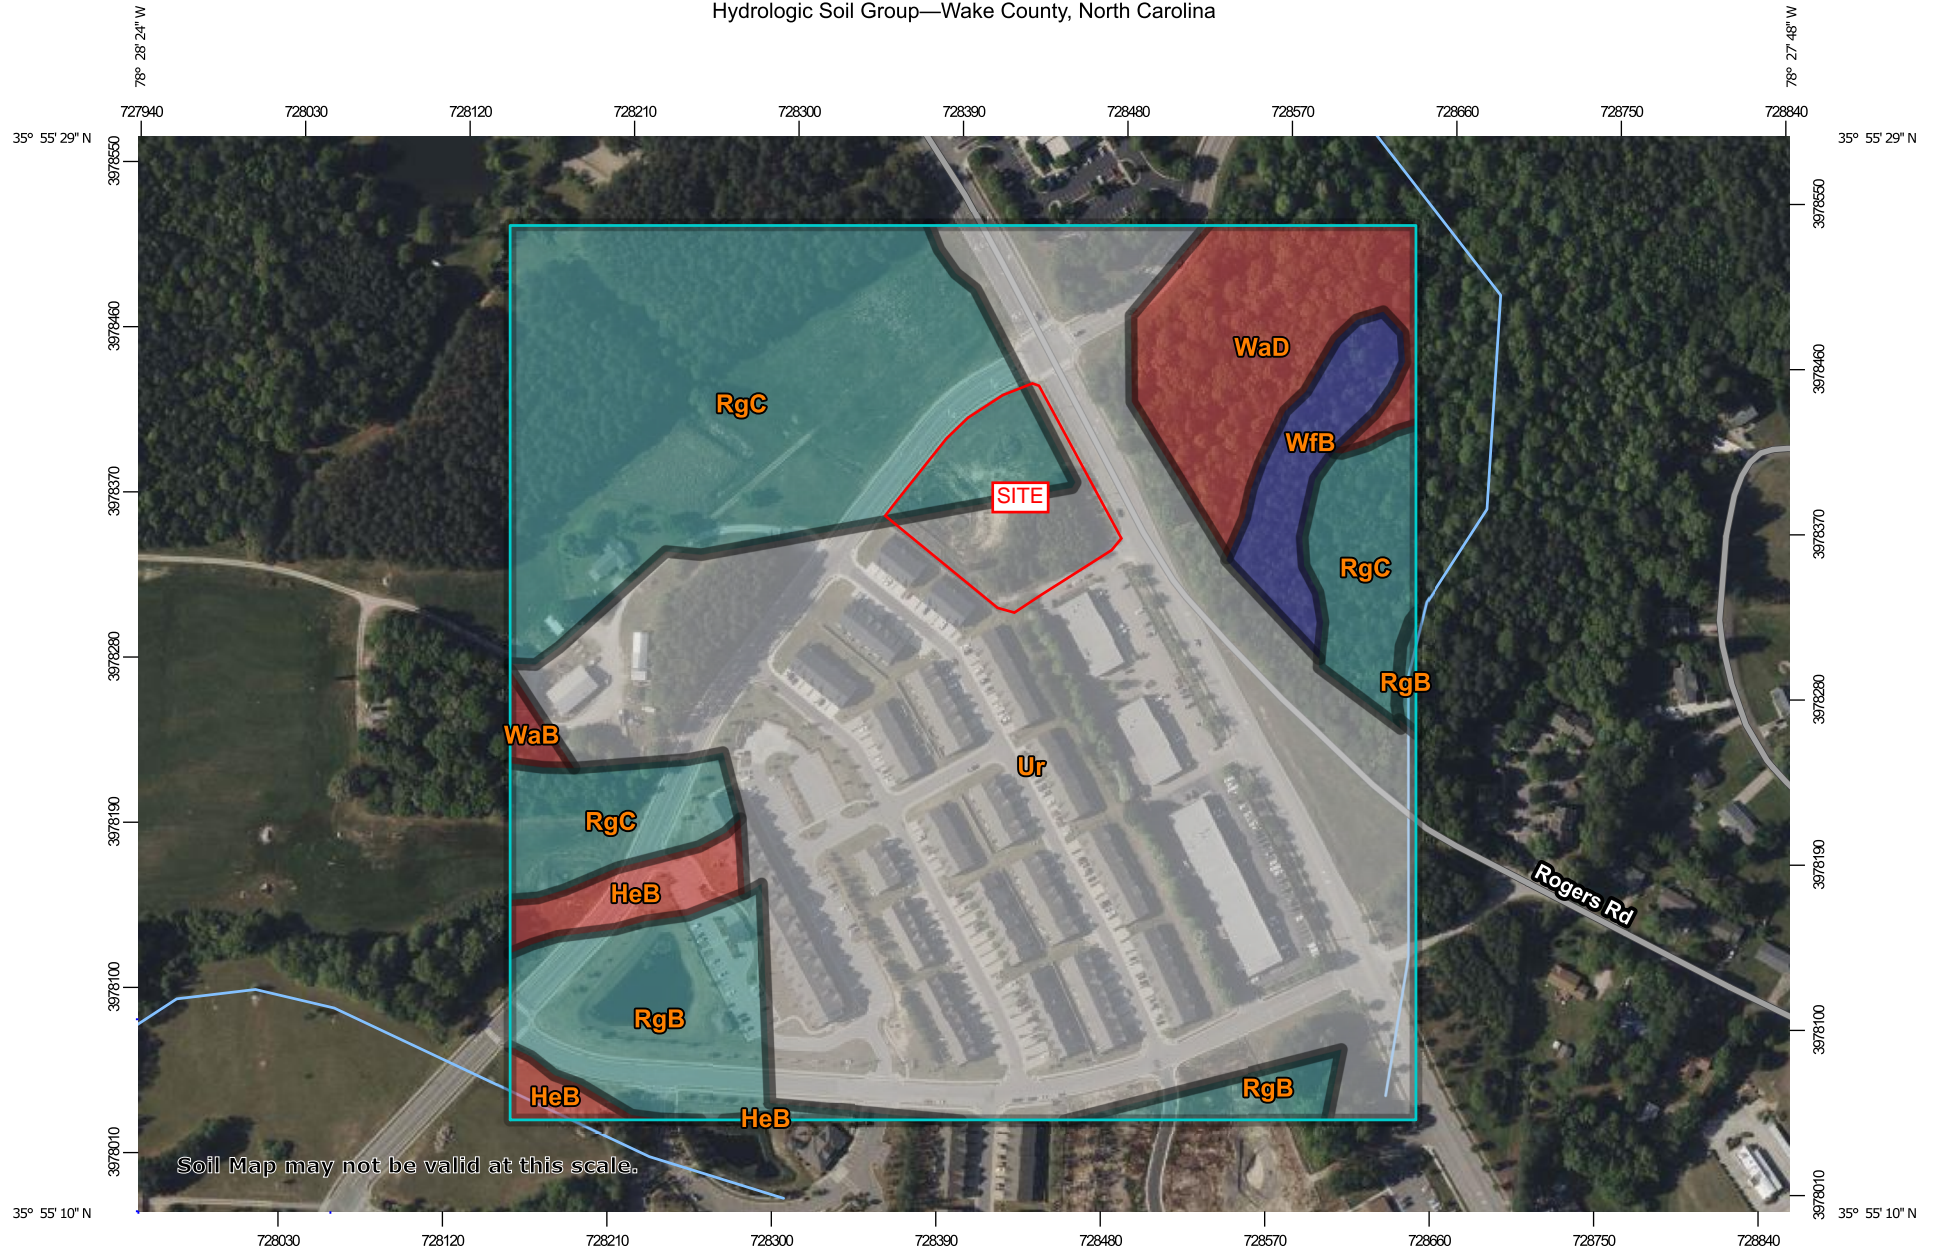 Hydrologic Soil Group—Wake County, North Carolina
78° 28' 24" W
78° 27' 48" W
727940 728030 728120 728210 728300 728390 728480 728570 728660 728750 728840
35° 55' 29" N
35° 55' 29" N
3978550
3978550
3978460
3978460
3978370
3978370
3978280
3978280
3978190
3978190
3978100
3978100
3978010
3978010
WaD
RgC
WfB
SITE
RgC
RgB
WaB
Ur
RgC
HeB
Rogers Rd
RgB
RgB
HeB
HeB
Soil Map may not be valid at this scale.
35° 55' 10" N
35° 55' 10" N
728030 728120 728210 728300 728390 728480 728570 728660 728750 728840